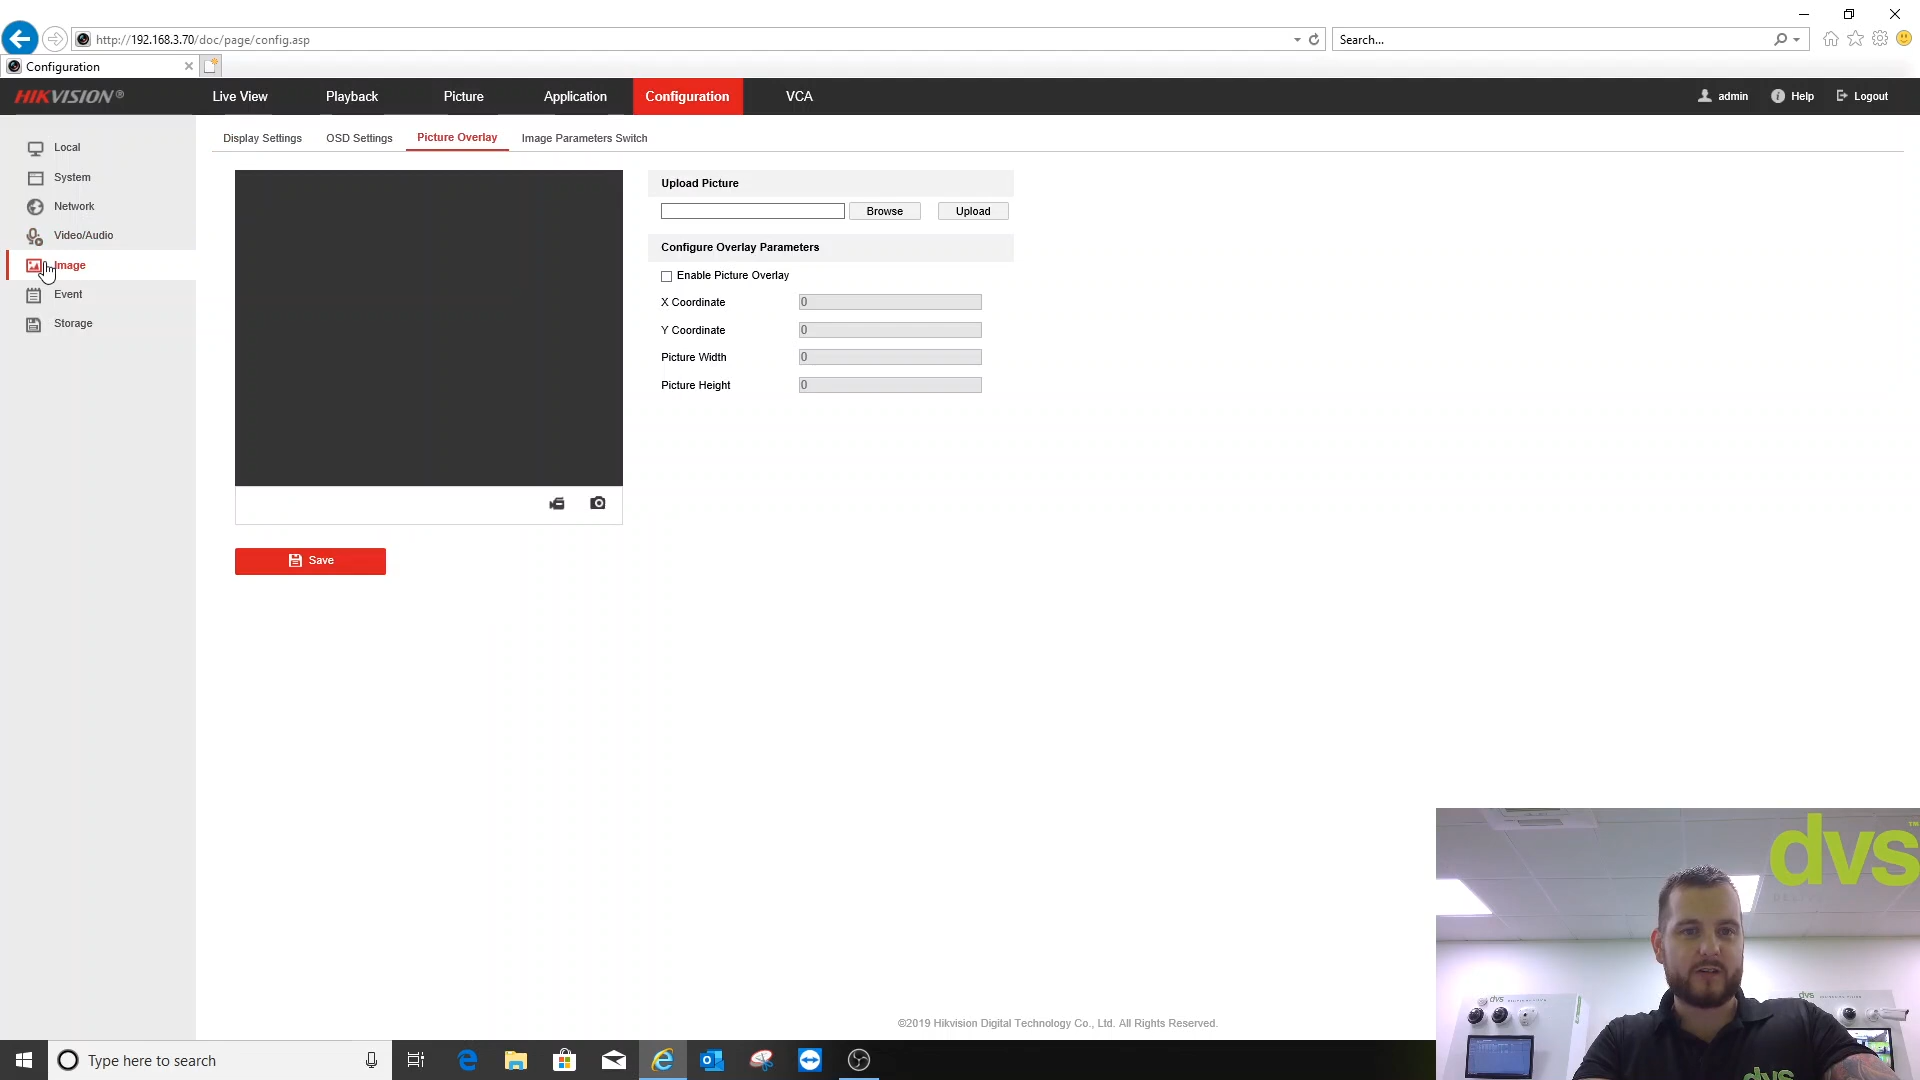 http://192.168.3.70/doc/page/config.asp
Search...
Configuration
HIKVISION®
Live View
Playback
Picture
Application
Configuration
VCA
admin
Help
Logout
Local
System
Network
Video/Audio
Image
Event
Storage
Display Settings
OSD Settings
Picture Overlay
Image Parameters Switch
Upload Picture
Browse
Upload
Configure Overlay Parameters
Enable Picture Overlay
X Coordinate
0
Y Coordinate
0
Picture Width
0
Picture Height
0
Save
©2019 Hikvision Digital Technology Co., Ltd. All Rights Reserved.
dvs™
dvs
dvs
dvs
Type here to search